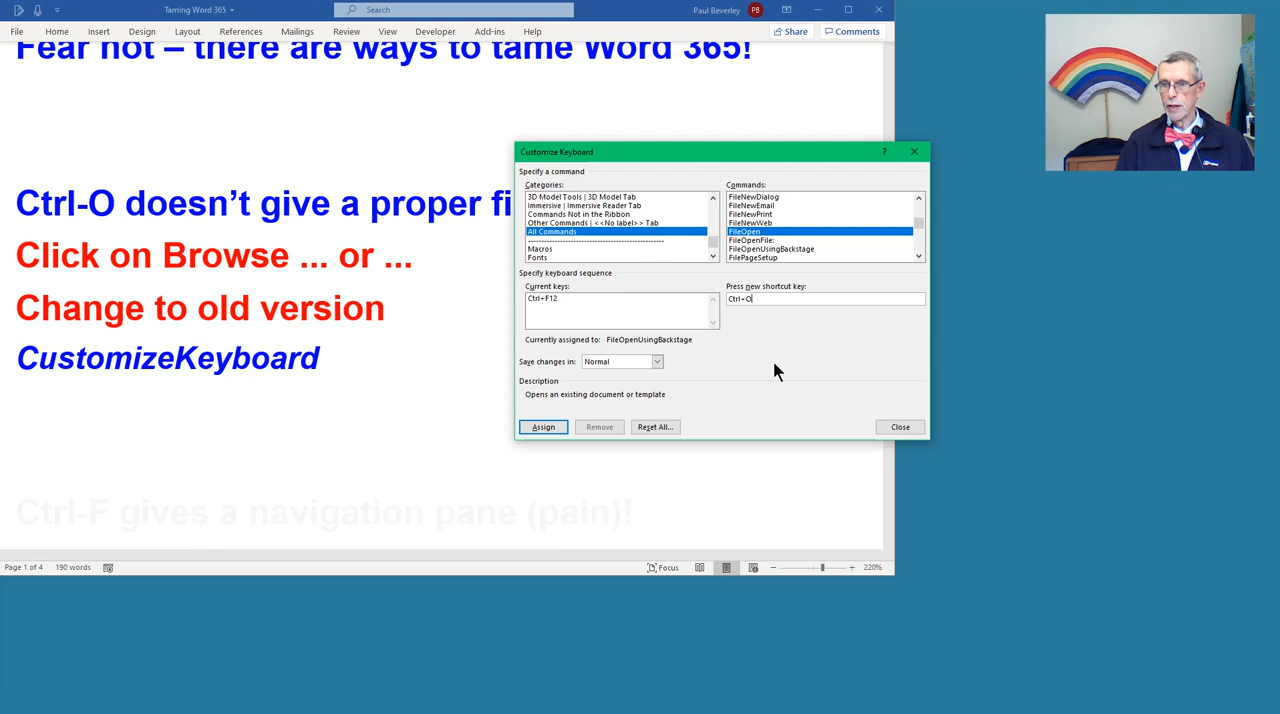 Taming Word 365
Search
Paul Beverley
PB
File Home Insert Design Layout References Mailings Review View Developer Add-ins Help Share Comments
Fear not – there are ways to tame Word 365!
Ctrl-O doesn't give a proper fi
Click on Browse ... or ...
Change to old version
CustomizeKeyboard
Ctrl-F gives a navigation pane (pain)!
Customize Keyboard
?
Specify a command
Categories:
3D Model Tools | 3D Model Tab
Immersive | Immersive Reader Tab
Commands Not in the Ribbon
Other Commands | <<No label>> Tab
All Commands
Macros
Fonts
Commands:
FileNewDialog
FileNewEmail
FileNewPrint
FileNewWeb
FileOpen
FileOpenFile:
FileOpenUsingBackstage
FilePageSetup
Specify keyboard sequence
Current keys:
Ctrl+F12
Press new shortcut key:
Ctrl+O
Currently assigned to: FileOpenUsingBackstage
Save changes in: Normal
Description
Opens an existing document or template
Assign Remove Reset All... Close
Page 1 of 4 190 words Focus 220%